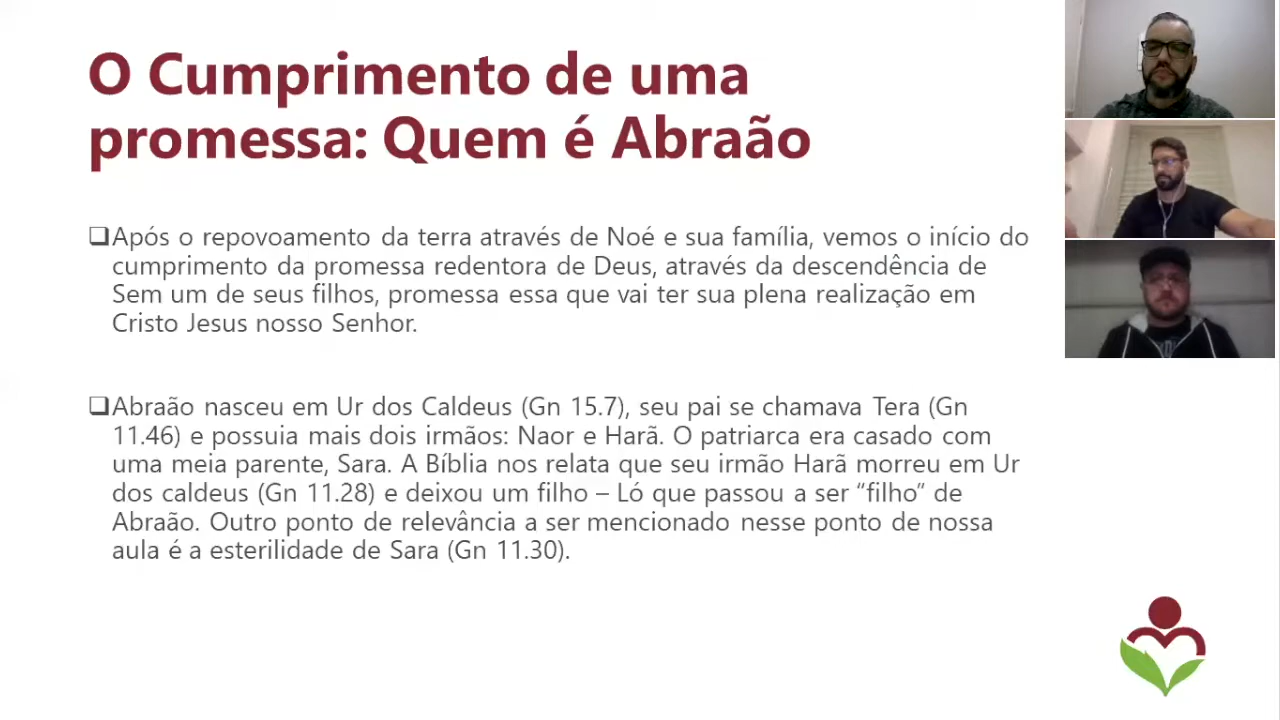 O Cumprimento de uma
promessa: Quem é Abraão
❑Após o repovoamento da terra através de Noé e sua família, vemos o início do
cumprimento da promessa redentora de Deus, através da descendência de
Sem um de seus filhos, promessa essa que vai ter sua plena realização em
Cristo Jesus nosso Senhor.
❑Abraão nasceu em Ur dos Caldeus (Gn 15.7), seu pai se chamava Tera (Gn
11.46) e possuia mais dois irmãos: Naor e Harã. O patriarca era casado com
uma meia parente, Sara. A Bíblia nos relata que seu irmão Harã morreu em Ur
dos caldeus (Gn 11.28) e deixou um filho – Ló que passou a ser “filho” de
Abraão. Outro ponto de relevância a ser mencionado nesse ponto de nossa
aula é a esterilidade de Sara (Gn 11.30).